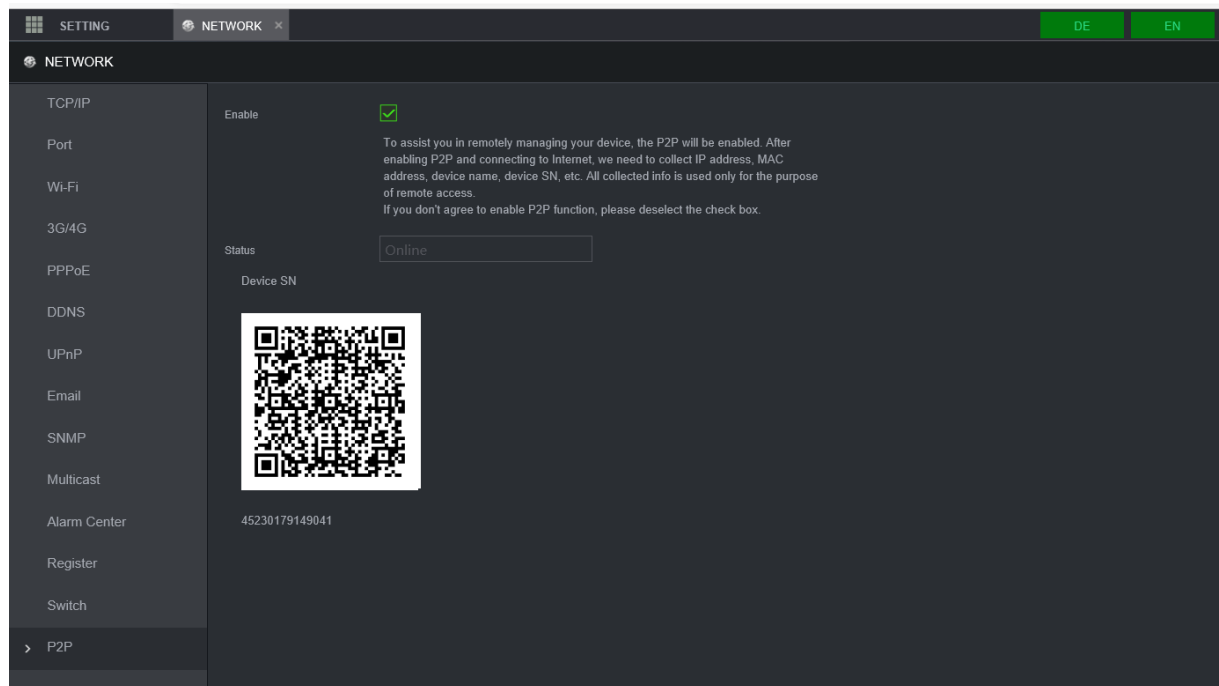 SETTING
NETWORK ×
DE
EN
NETWORK
TCP/IP
Port
Wi-Fi
3G/4G
PPPoE
DDNS
UPnP
Email
SNMP
Multicast
Alarm Center
Register
Switch
P2P
Enable
To assist you in remotely managing your device, the P2P will be enabled. After
enabling P2P and connecting to Internet, we need to collect IP address, MAC
address, device name, device SN, etc. All collected info is used only for the purpose
of remote access.
If you don't agree to enable P2P function, please deselect the check box.
Status
Online
Device SN
45230179149041